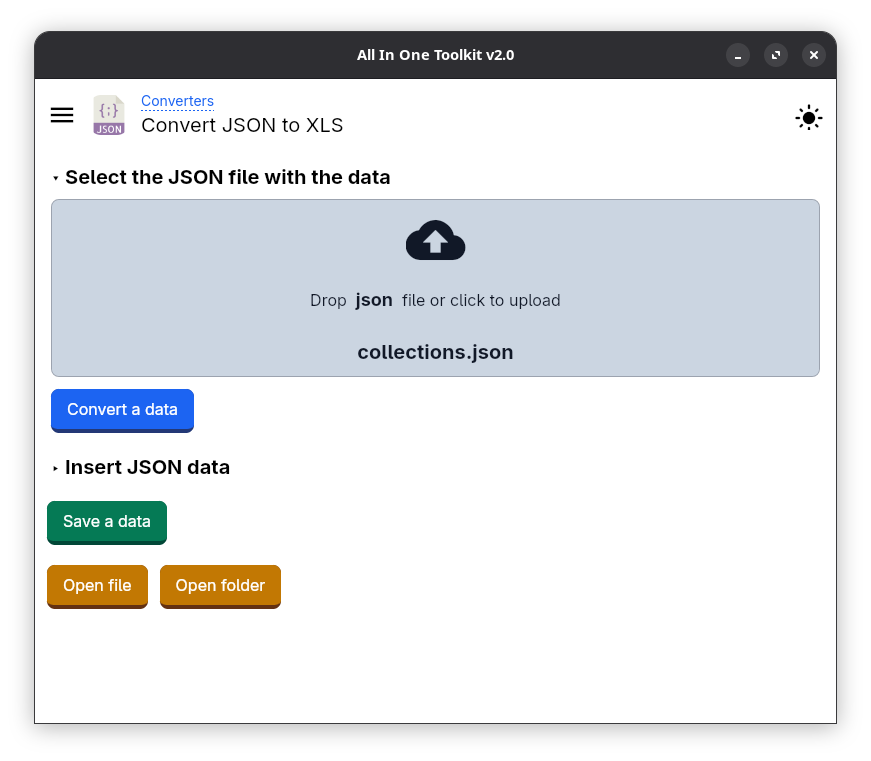 All In One Toolkit v2.0
Converters
{;}
JSON
Convert JSON to XLS
Select the JSON file with the data
Drop json file or click to upload
collections.json
Convert a data
Insert JSON data
Save a data
Open file Open folder